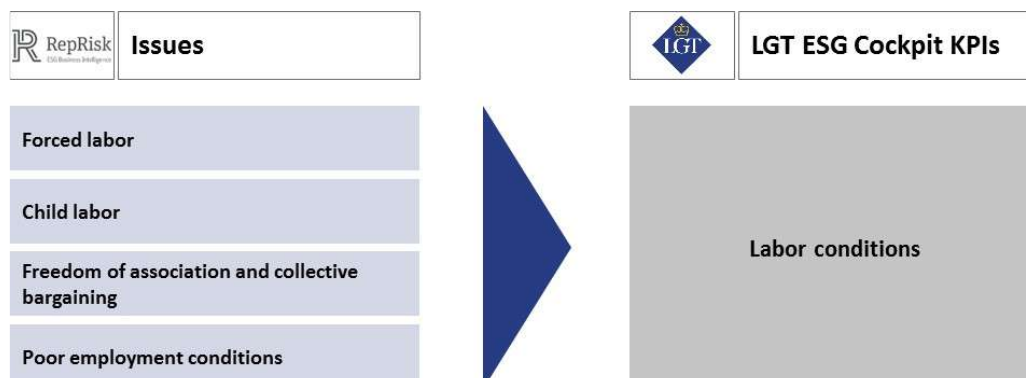 RepRisk
ESG Business Intelligence
Issues
LGT
LGT ESG Cockpit KPIs
Forced labor
Child labor
Freedom of association and collective
bargaining
Poor employment conditions
Labor conditions